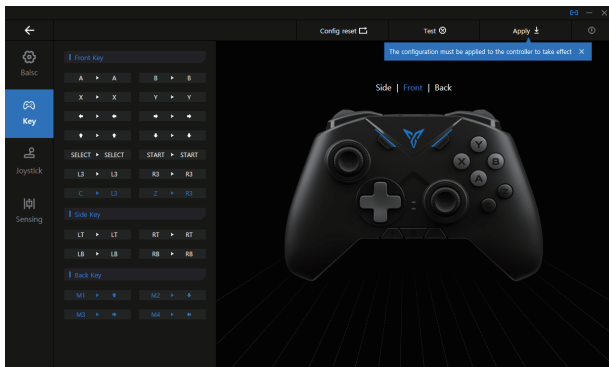 Config reset
Test
Apply
The configuration must be applied to the controller to take effect
Balsc
Key
Joystick
Sensing
Front Key
A A B B
X X Y Y
SELECT SELECT START START
L3 L3 R3 R3
C L3 Z R3
Side Key
LT LT RT RT
LB LB RB RB
Back Key
M1 M2
M3 M4
Side | Front | Back
Y
X B
A
Z
C